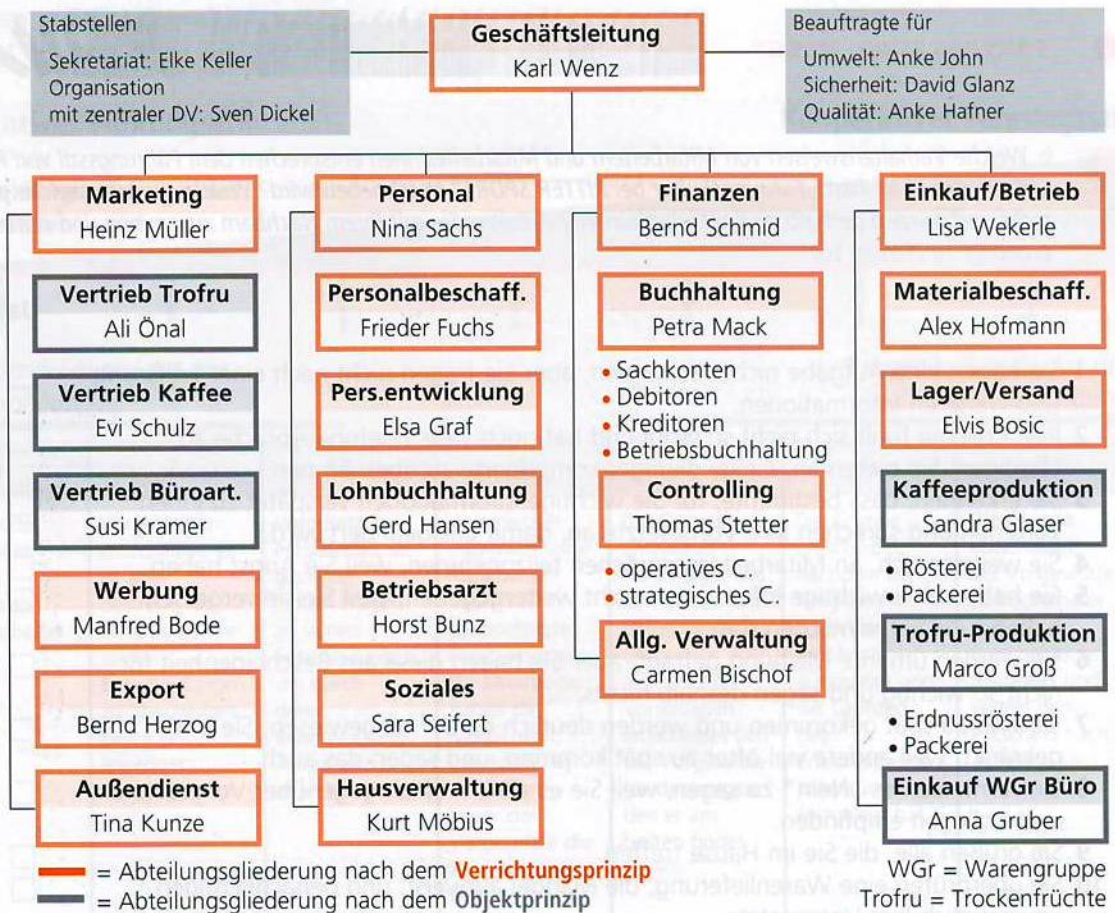 Stabstellen
Sekretariat: Elke Keller
Organisation
mit zentraler DV: Sven Dickel
Geschäftsleitung
Karl Wenz
Beauftragte für
Umwelt: Anke John
Sicherheit: David Glanz
Qualität: Anke Hafner
Marketing
Heinz Müller
Vertrieb Trofru
Ali Önal
Vertrieb Kaffee
Evi Schulz
Vertrieb Büroart.
Susi Kramer
Werbung
Manfred Bode
Export
Bernd Herzog
Außendienst
Tina Kunze
Personal
Nina Sachs
Personalbeschaff.
Frieder Fuchs
Pers.entwicklung
Elsa Graf
Lohnbuchhaltung
Gerd Hansen
Betriebsarzt
Horst Bunz
Soziales
Sara Seifert
Hausverwaltung
Kurt Möbius
Finanzen
Bernd Schmid
Buchhaltung
Petra Mack
• Sachkonten
• Debitoren
• Kreditoren
• Betriebsbuchhaltung
Controlling
Thomas Stetter
• operatives C.
• strategisches C.
Allg. Verwaltung
Carmen Bischof
Einkauf/Betrieb
Lisa Wekerle
Materialbeschaff.
Alex Hofmann
Lager/Versand
Elvis Bosic
Kaffeeproduktion
Sandra Glaser
• Rösterei
• Packerei
Trofru-Produktion
Marco Groß
• Erdnussrösterei
• Packerei
Einkauf WGr Büro
Anna Gruber
= Abteilungsgliederung nach dem Verrichtungsprinzip
= Abteilungsgliederung nach dem Objektprinzip
WGr = Warengruppe
Trofru = Trockenfrüchte